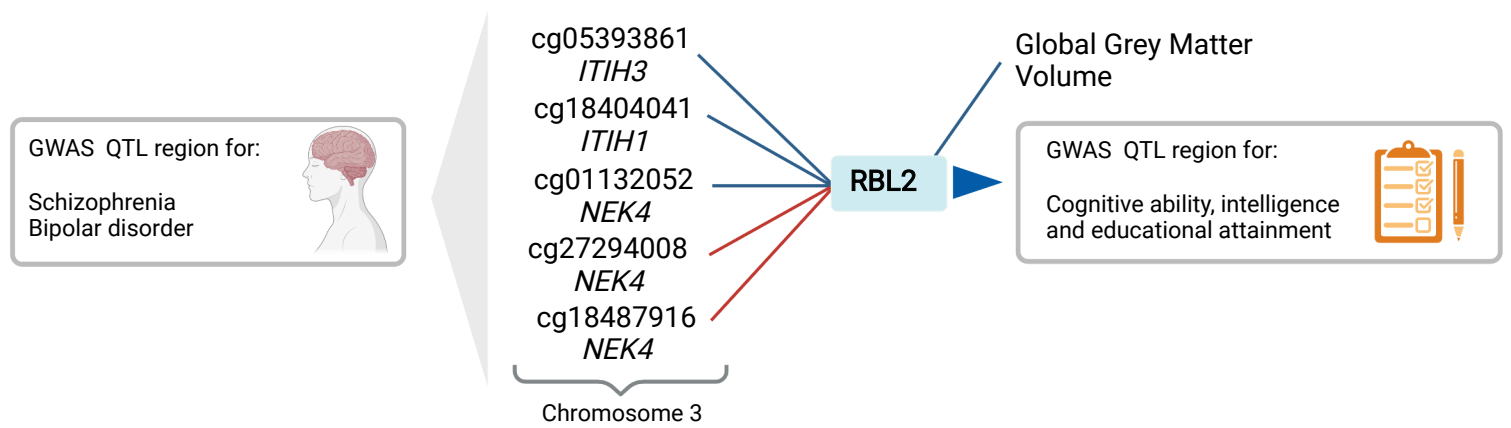 GWAS QTL region for:
Schizophrenia
Bipolar disorder
cg05393861
ITIH3
cg18404041
ITIH1
cg01132052
NEK4
cg27294008
NEK4
cg18487916
NEK4
Chromosome 3
RBL2
Global Grey Matter
Volume
GWAS QTL region for:
Cognitive ability, intelligence
and educational attainment